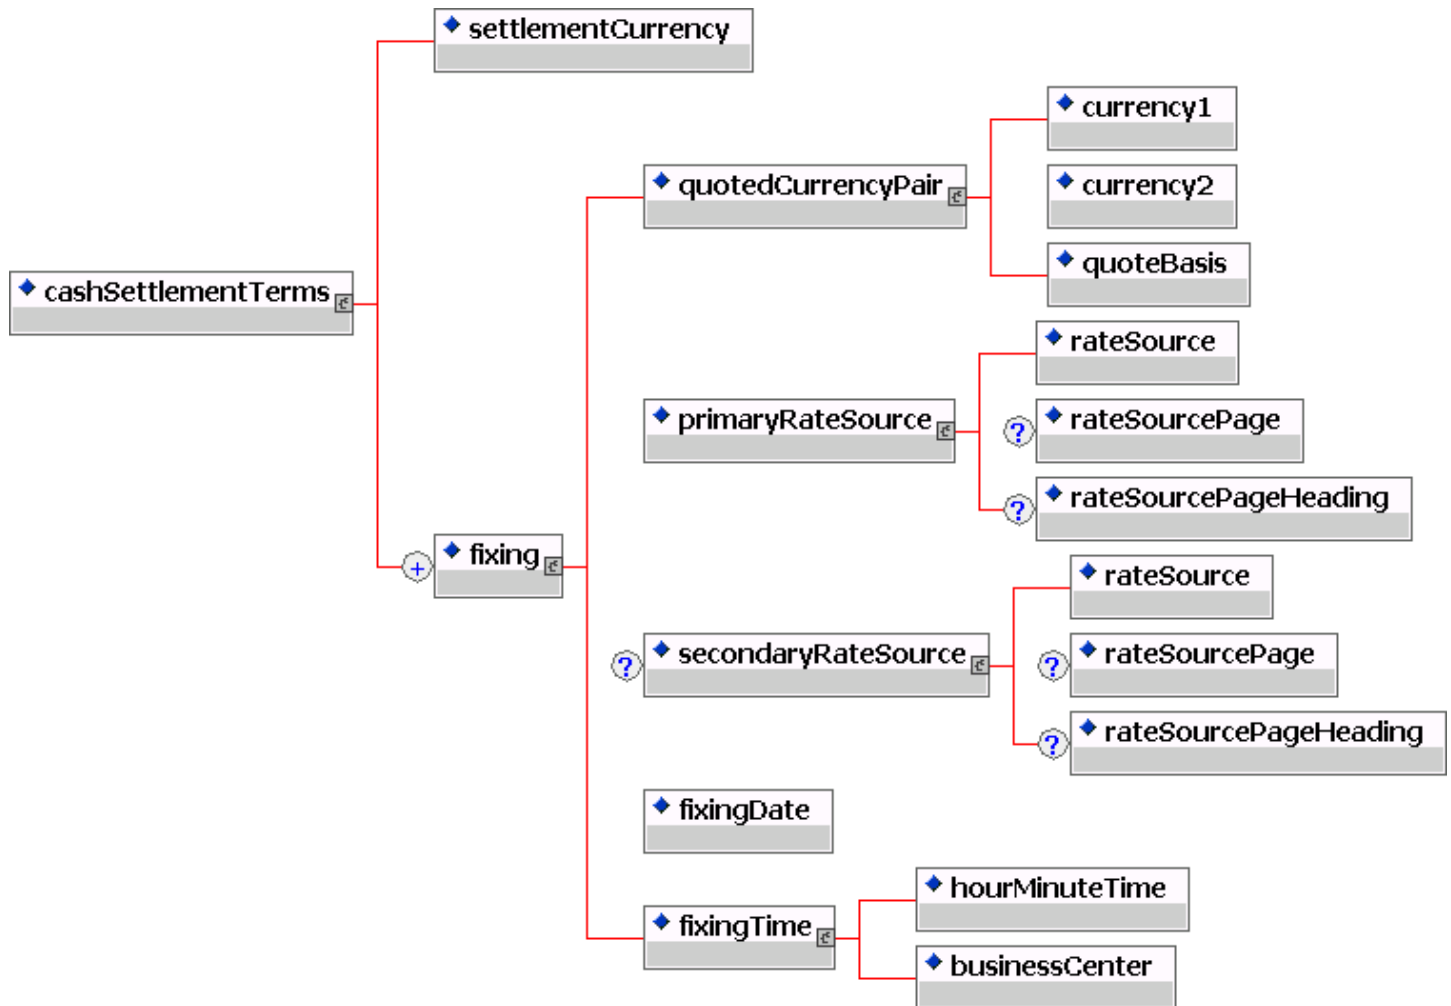 settlementCurrency
currency1
quotedCurrencyPair
currency2
quoteBasis
cashSettlementTerms
rateSource
primaryRateSource
? rateSourcePage
? rateSourcePageHeading
+ fixing
rateSource
? secondaryRateSource
? rateSourcePage
? rateSourcePageHeading
fixingDate
hourMinuteTime
fixingTime
businessCenter